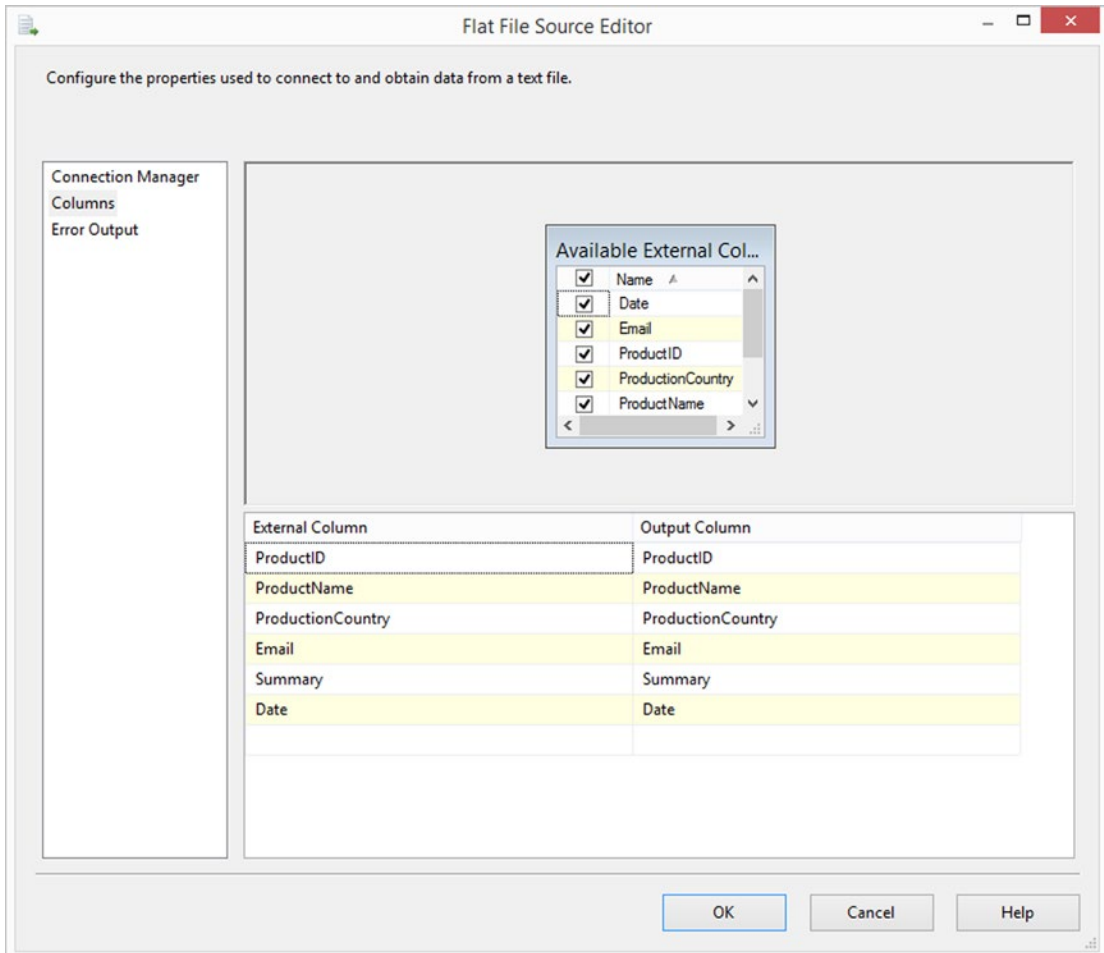 Flat File Source Editor
Configure the properties used to connect to and obtain data from a text file.
Connection Manager
Columns
Error Output
Available External Col...
Name
Date
Email
ProductID
ProductionCountry
ProductName
External Column Output Column
ProductID ProductID
ProductName ProductName
ProductionCountry ProductionCountry
Email Email
Summary Summary
Date Date
OK Cancel Help